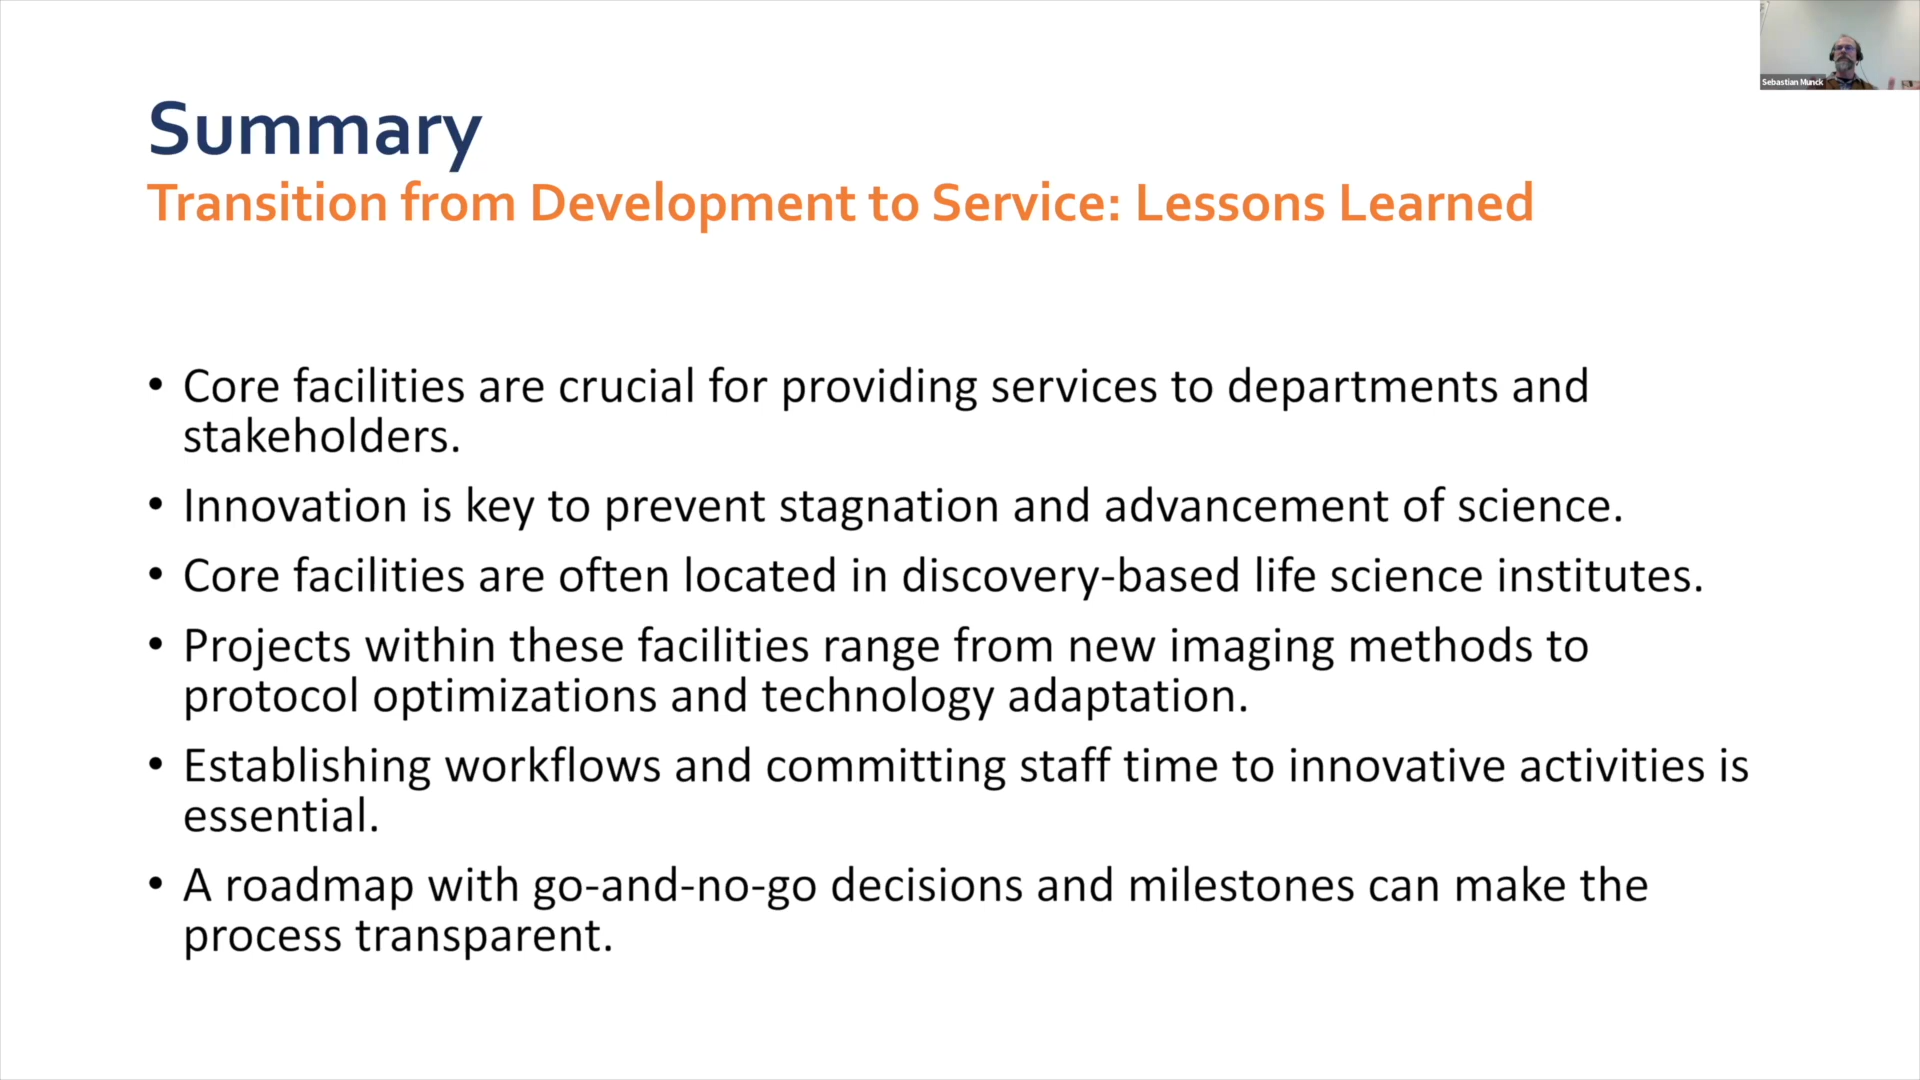 Sebastian Munck
Summary
Transition from Development to Service: Lessons Learned
• Core facilities are crucial for providing services to departments and
stakeholders.
• Innovation is key to prevent stagnation and advancement of science.
• Core facilities are often located in discovery-based life science institutes.
• Projects within these facilities range from new imaging methods to
protocol optimizations and technology adaptation.
• Establishing workflows and committing staff time to innovative activities is
essential.
• A roadmap with go-and-no-go decisions and milestones can make the
process transparent.